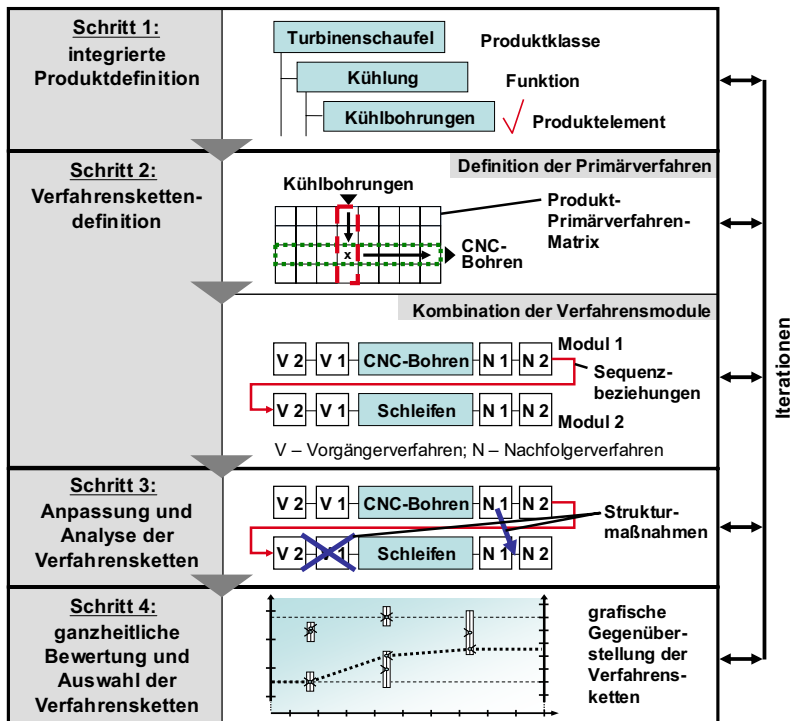 Schritt 1:
integrierte
Produktdefinition
Turbinenschaufel
Produktklasse
Kühlung
Funktion
Kühlbohrungen
Produktelement
Schritt 2:
Verfahrensketten-
definition
Definition der Primärverfahren
Kühlbohrungen
Produkt-
Primärverfahren-
Matrix
x
CNC-
Bohren
Kombination der Verfahrensmodule
V 2 V 1 CNC-Bohren N 1 N 2
Modul 1
Sequenz-
beziehungen
V 2 V 1 Schleifen N 1 N 2
Modul 2
V – Vorgängerverfahren; N – Nachfolgerverfahren
Schritt 3:
Anpassung und
Analyse der
Verfahrensketten
V 2 V 1 CNC-Bohren N 1 N 2
Struktur-
maßnahmen
V 2 V 1 Schleifen N 1 N 2
Schritt 4:
ganzheitliche
Bewertung und
Auswahl der
Verfahrensketten
grafische
Gegenüber-
stellung der
Verfahrens-
ketten
Iterationen